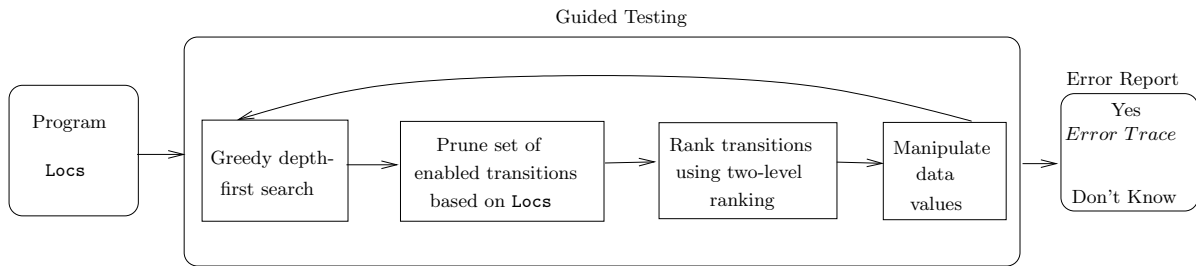 Guided Testing
Program
Locs
Greedy depth-
first search
Prune set of
enabled transitions
based on Locs
Rank transitions
using two-level
ranking
Manipulate
data
values
Error Report
Yes
Error Trace
Don't Know